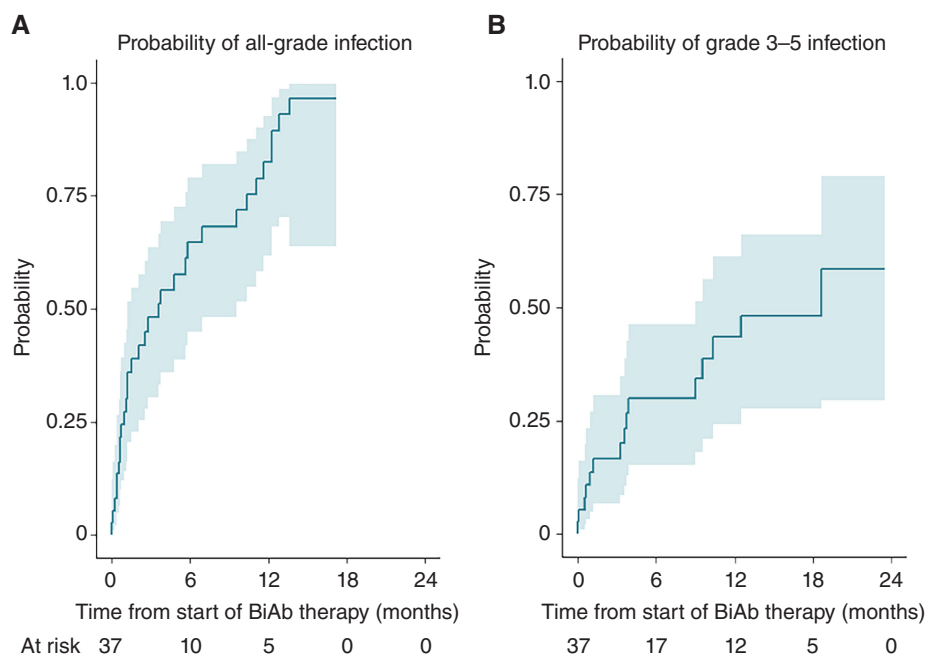 A
Probability of all-grade infection
1.0
0.75
0.50
0.25
0
Probability
0 6 12 18 24
Time from start of BiAb therapy (months)
At risk 37 10 5 0 0
B
Probability of grade 3–5 infection
1.0
0.75
0.50
0.25
0
Probability
0 6 12 18 24
Time from start of BiAb therapy (months)
37 17 12 5 0